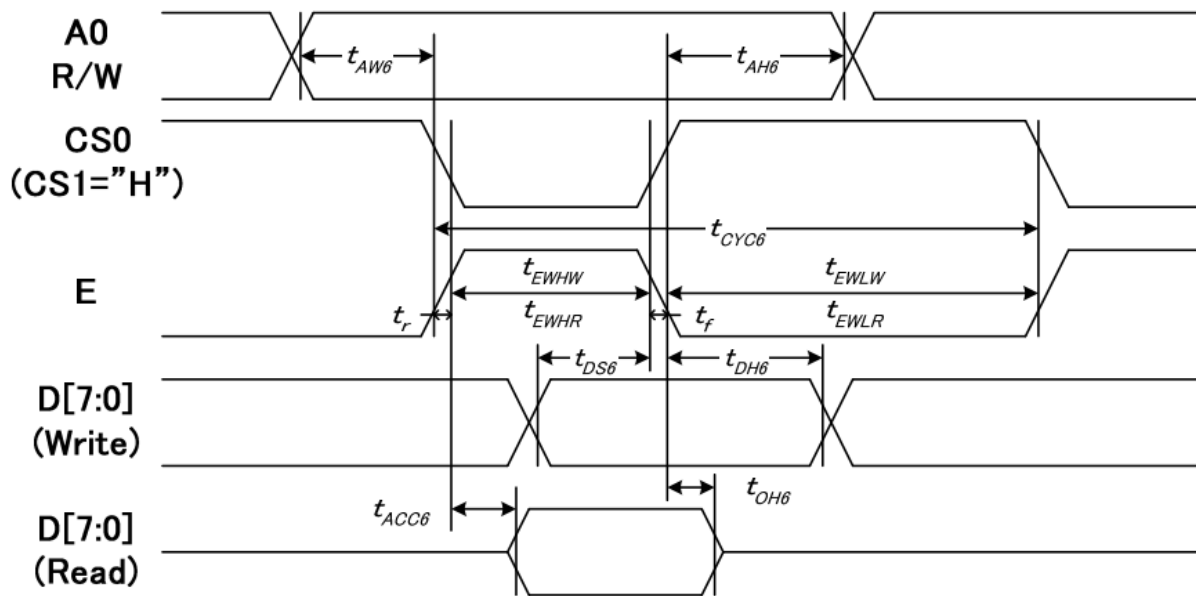 A0
R/W
tAW6
tAH6
CS0
(CS1=”H”)
tCYC6
E
tEWHW
tEWLW
tr
tEWHR
tf
tEWLR
tDS6
tDH6
D[7:0]
(Write)
tACC6
tOH6
D[7:0]
(Read)